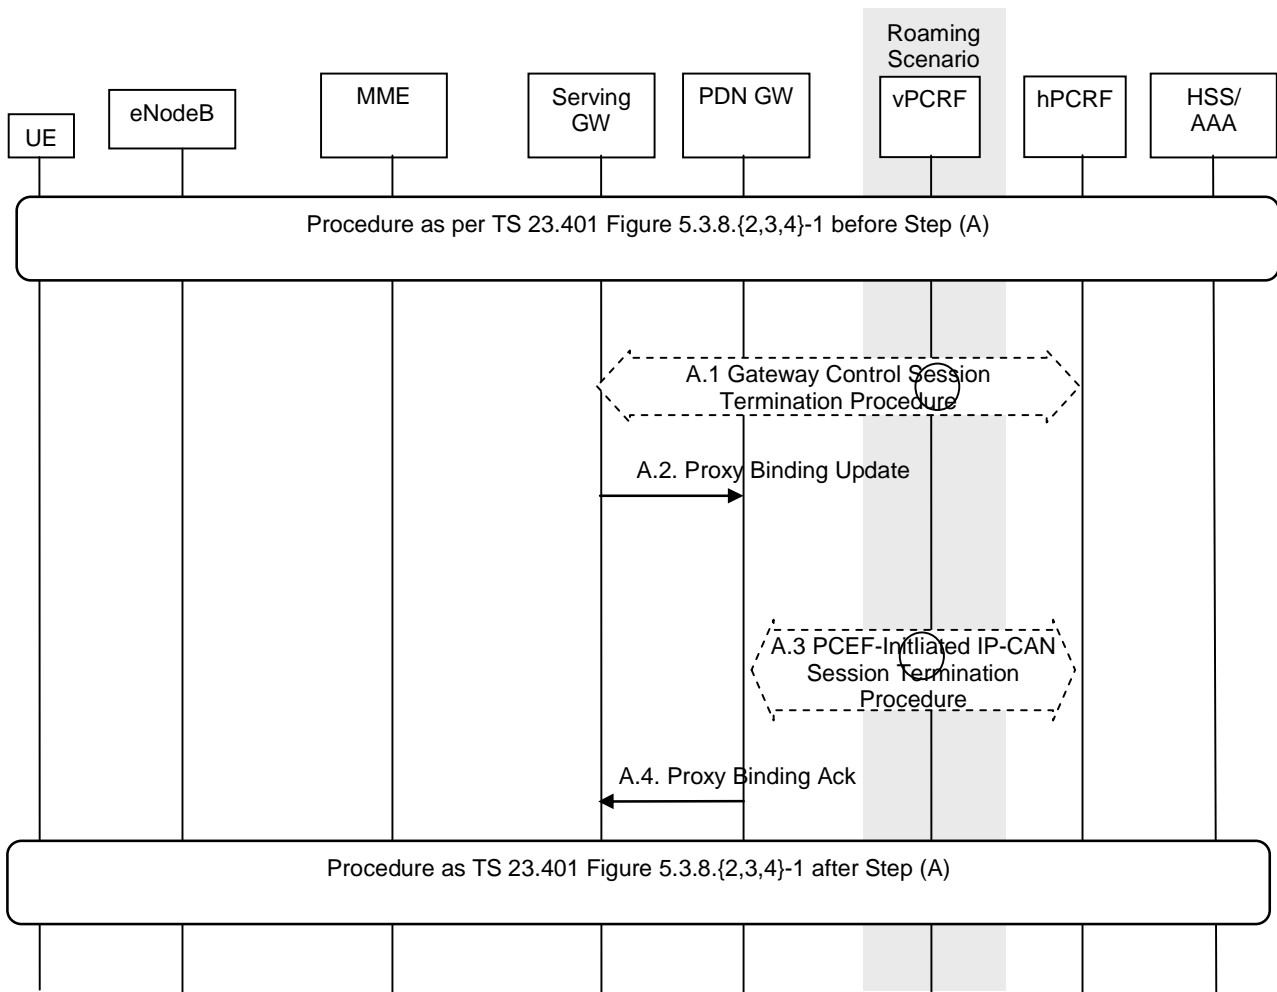 Roaming
Scenario
UE
eNodeB
MME
Serving
GW
PDN GW
vPCRF
hPCRF
HSS/
AAA
Procedure as per TS 23.401 Figure 5.3.8.{2,3,4}-1 before Step (A)
A.1 Gateway Control Session
Termination Procedure
A.2. Proxy Binding Update
A.3 PCEF-Initliated IP-CAN
Session Termination
Procedure
A.4. Proxy Binding Ack
Procedure as TS 23.401 Figure 5.3.8.{2,3,4}-1 after Step (A)